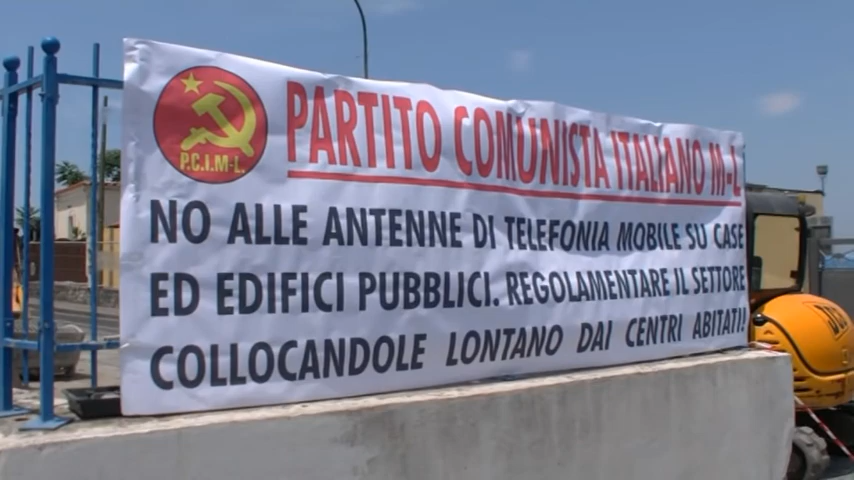 P.C.I.M-L.
PARTITO COMUNISTA ITALIANO M-L
NO ALLE ANTENNE DI TELEFONIA MOBILE SU CASE
ED EDIFICI PUBBLICI. REGOLAMENTARE IL SETTORE
COLLOCANDOLE LONTANO DAI CENTRI ABITATI!
JCB